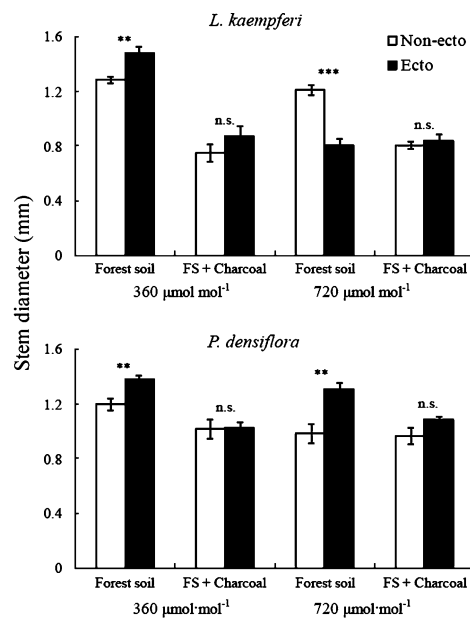 L. kaempferi
Non-ecto
Ecto
1.6
1.2
0.8
0.4
0
**
n.s.
***
n.s.
Forest soil FS + Charcoal Forest soil FS + Charcoal
360 μmol mol-1 720 μmol mol-1
Stem diameter (mm)
P. densiflora
1.6
1.2
0.8
0.4
0
**
n.s.
**
n.s.
Forest soil FS + Charcoal Forest soil FS + Charcoal
360 μmol·mol-1 720 μmol·mol-1